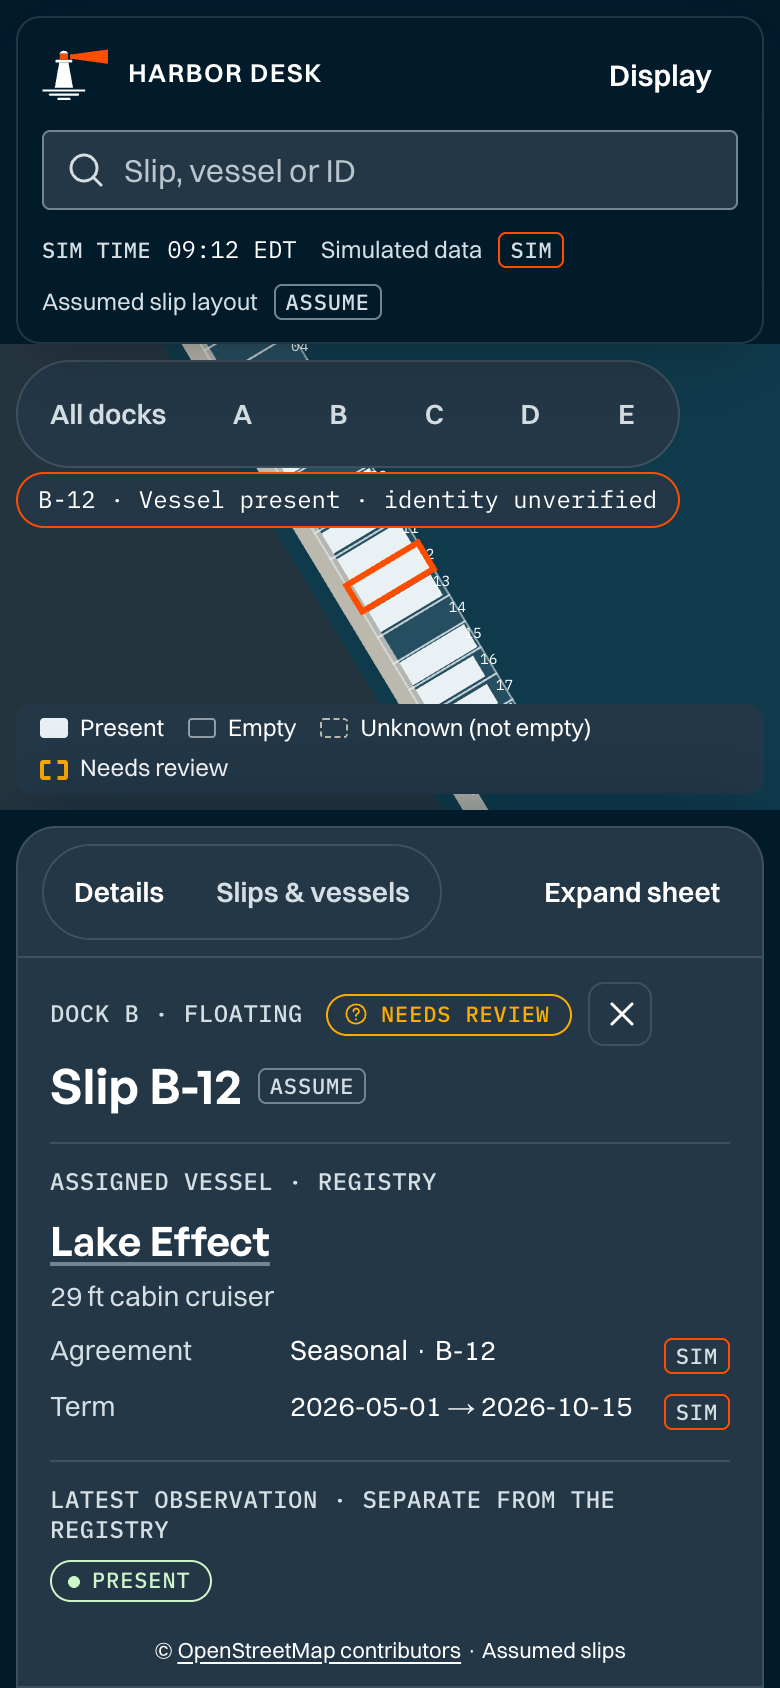 HARBOR DESK
Display
Slip, vessel or ID
SIM TIME 09:12 EDT Simulated data SIM
Assumed slip layout ASSUME
04
All docks A B C D E
B-12 · Vessel present · identity unverified
11
2
13
14
15
16
17
Present Empty Unknown (not empty)
Needs review
Details Slips & vessels Expand sheet
DOCK B · FLOATING NEEDS REVIEW
Slip B-12 ASSUME
ASSIGNED VESSEL · REGISTRY
Lake Effect
29 ft cabin cruiser
Agreement Seasonal · B-12 SIM
Term 2026-05-01 → 2026-10-15 SIM
LATEST OBSERVATION · SEPARATE FROM THE
REGISTRY
PRESENT
© OpenStreetMap contributors · Assumed slips